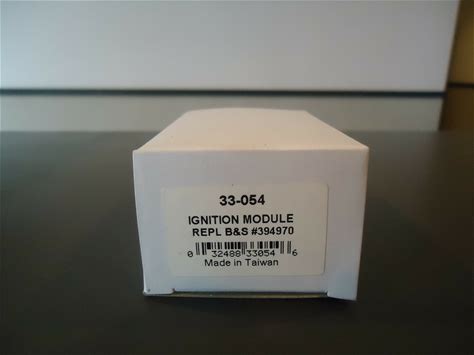 33-054
IGNITION MODULE
REPL B&S #394970
0 32488 33054 6
Made in Taiwan